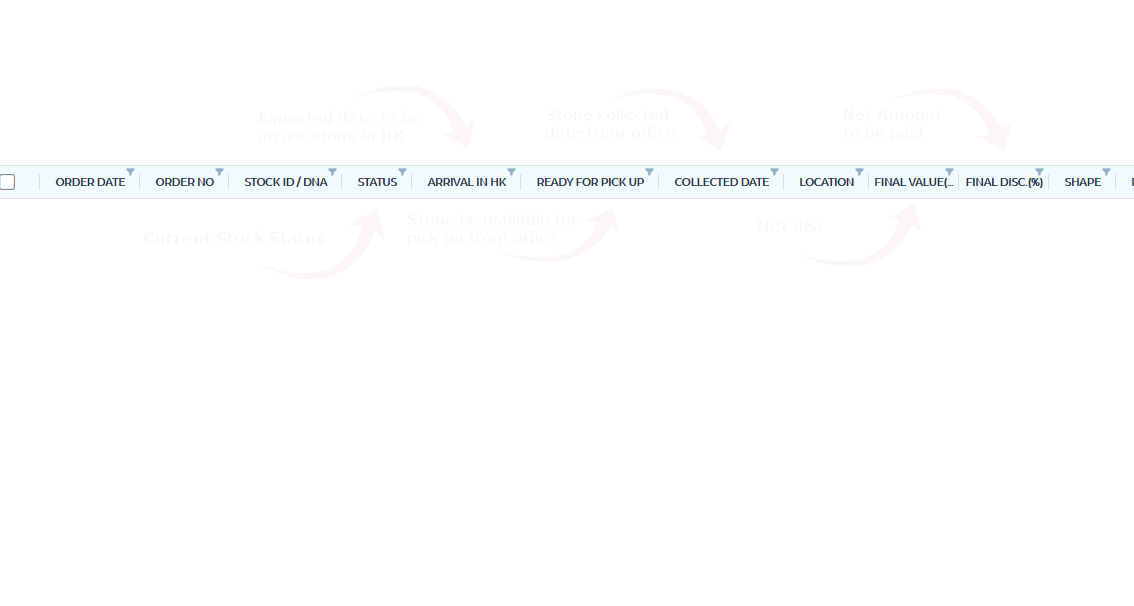 Expected date to be
arrive stone in HK
Stone collected
date from office
Net Amount
to be paid
ORDER DATE ORDER NO STOCK ID / DNA STATUS ARRIVAL IN HK READY FOR PICK UP COLLECTED DATE LOCATION FINAL VALUE(... FINAL DISC.(%) SHAPE
Current Stock Status
Stone is available for
pick up from office
Net disc